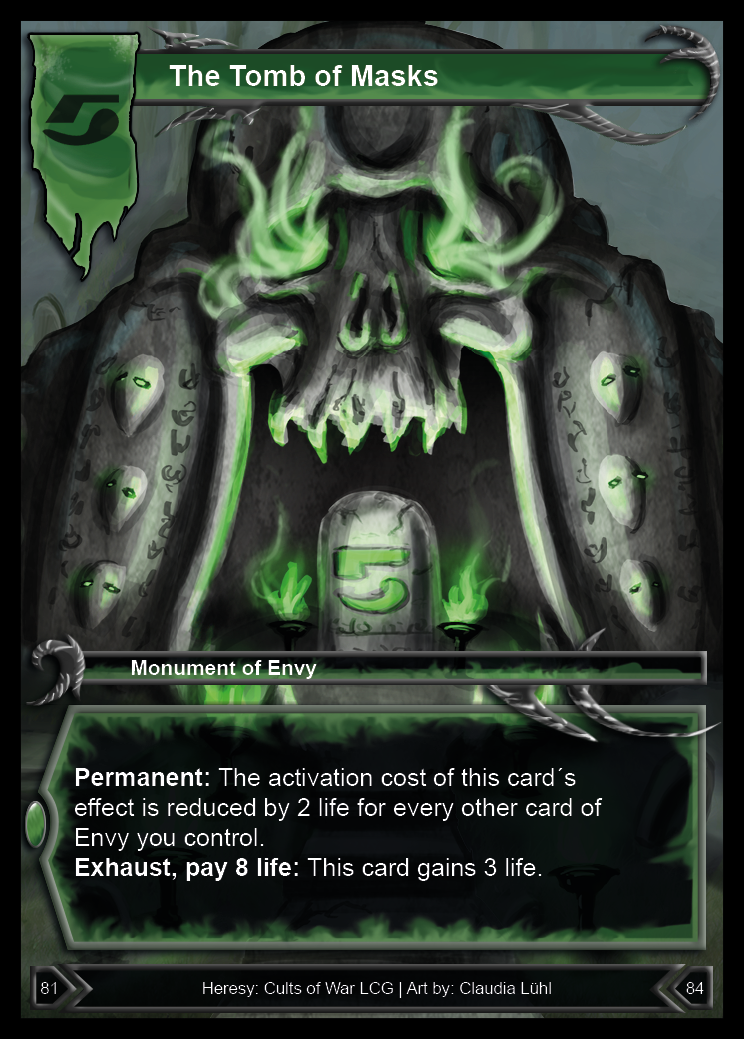 The Tomb of Masks
5
5
Monument of Envy
Permanent: The activation cost of this card´s
effect is reduced by 2 life for every other card of
Envy you control.
Exhaust, pay 8 life: This card gains 3 life.
81
Heresy: Cults of War LCG | Art by: Claudia Lühl
84